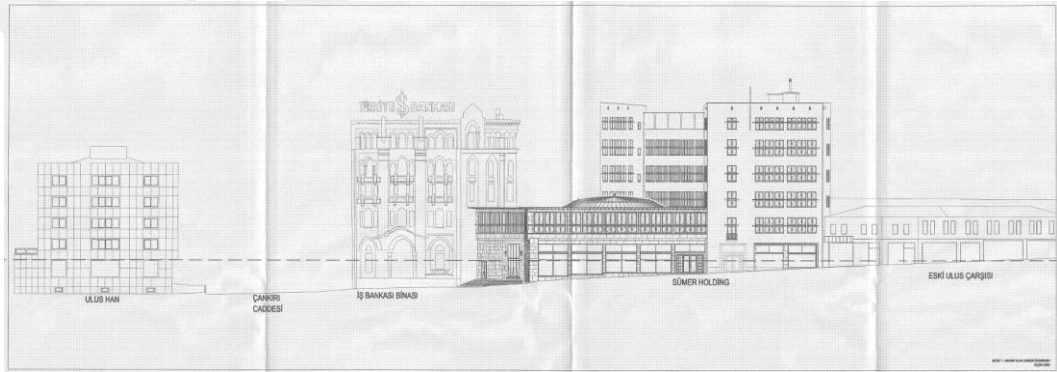 TÜRKİYE İŞ BANKASI
ULUS HAN
ÇANKIRI
CADDESİ
İŞ BANKASI BİNASI
SÜMER HOLDİNG
ESKİ ULUS ÇARŞISI